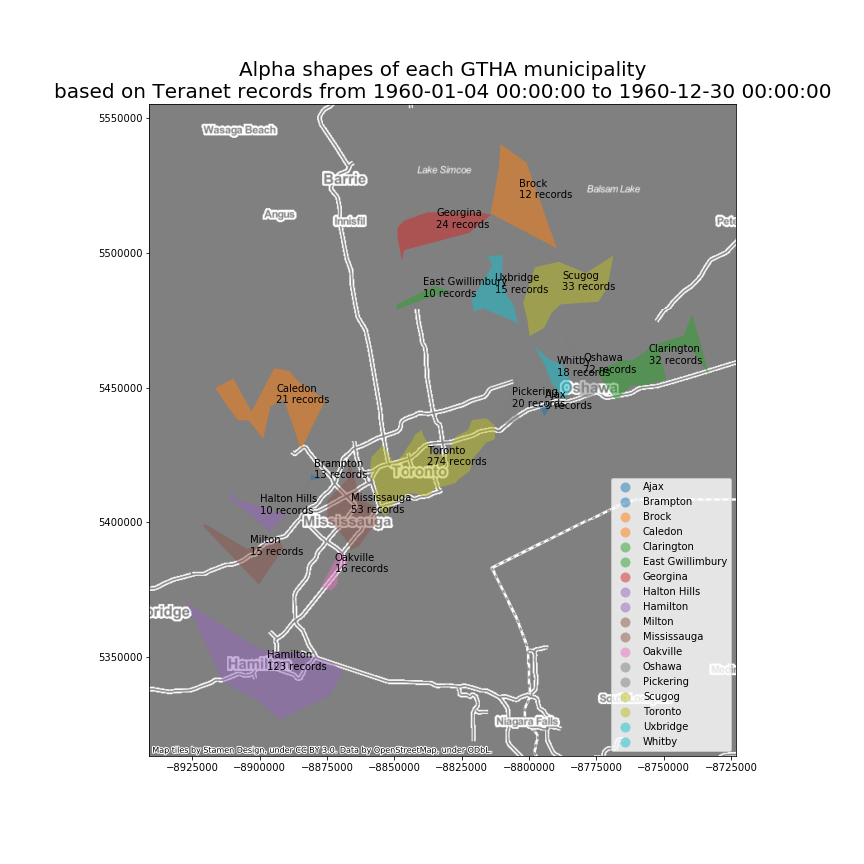 Alpha shapes of each GTHA municipality
based on Teranet records from 1960-01-04 00:00:00 to 1960-12-30 00:00:00
5550000
5500000
5450000
5400000
5350000
Wasaga Beach
Barrie
Lake Simcoe
Balsam Lake
Angus
Innisfil
Brock
12 records
Georgina
24 records
East Gwillimbury
10 records
Uxbridge
15 records
Scugog
33 records
Whitby
18 records
Oshawa
72 records
Clarington
32 records
Oshawa
Pickering
20 records
Ajax
9 records
Caledon
21 records
Toronto
274 records
Toronto
Brampton
13 records
Halton Hills
10 records
Mississauga
53 records
Mississauga
Milton
15 records
Oakville
16 records
bridge
Hamilton
123 records
Niagara Falls
Ajax
Brampton
Brock
Caledon
Clarington
East Gwillimbury
Georgina
Halton Hills
Hamilton
Milton
Mississauga
Oakville
Oshawa
Pickering
Scugog
Toronto
Uxbridge
Whitby
Map tiles by Stamen Design, under CC BY 3.0. Data by OpenStreetMap, under ODbL.
−8925000 −8900000 −8875000 −8850000 −8825000 −8800000 −8775000 −8750000 −8725000